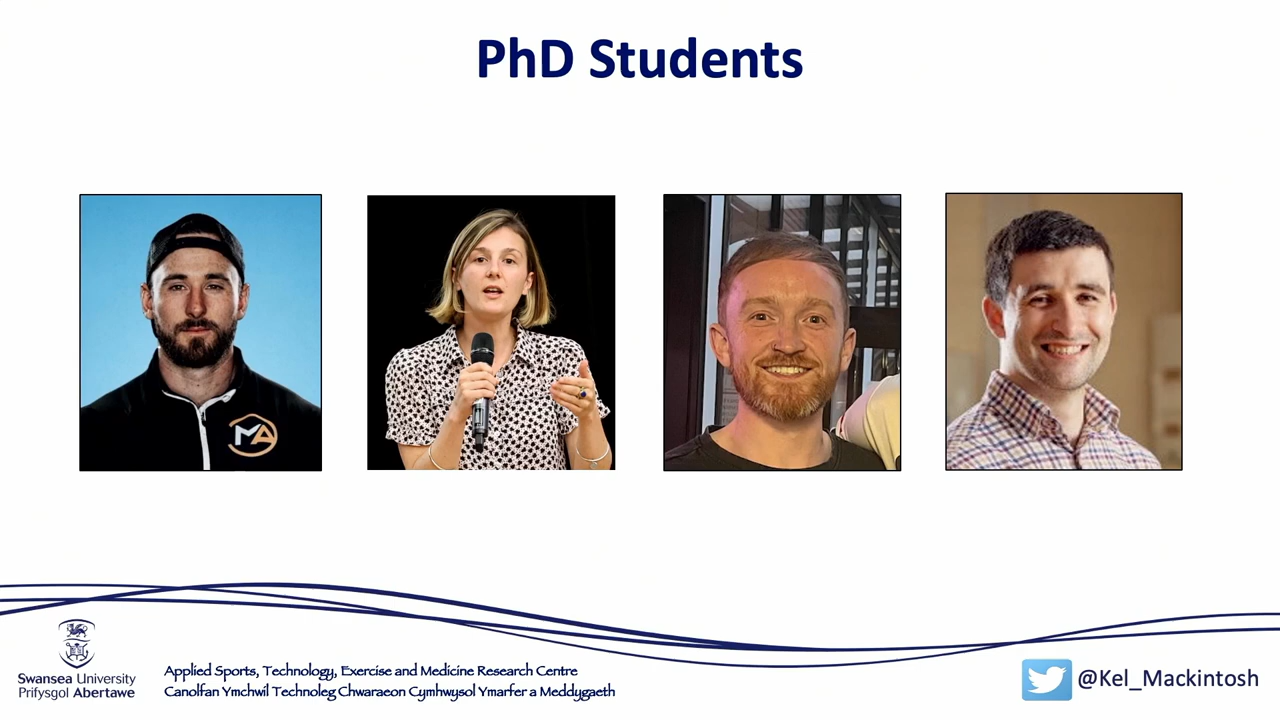 PhD Students
MA
Swansea University
Prifysgol Abertawe
Applied Sports, Technology, Exercise and Medicine Research Centre
Canolfan Ymchwil Technoleg Chwaraeon Cymhwysol Ymarfer a Meddygaeth
@Kel_Mackintosh